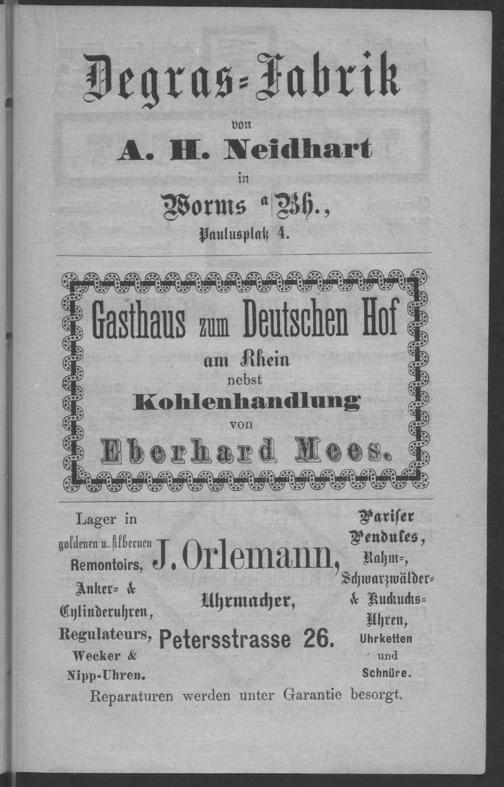 Degras-Fabrik
von
A. H. Neidhart
in
Worms a/Rh.,
Paulusplatz 4.
Gasthaus zum Deutschen Hof
am Rhein
nebst
Kohlenhandlung
von
Eberhard Mees.
Lager in
goldenen u. silbernen
Remontoirs,
Anker- &
Cylinderuhren,
Regulateurs,
Wecker &
Nipp-Uhren.
J. Orlemann,
Uhrmacher,
Petersstrasse 26.
Pariser
Pendules,
Rahm-,
Schwarzwälder-
& Kuckucks-
Uhren,
Uhrketten
und
Schnüre.
Reparaturen werden unter Garantie besorgt.